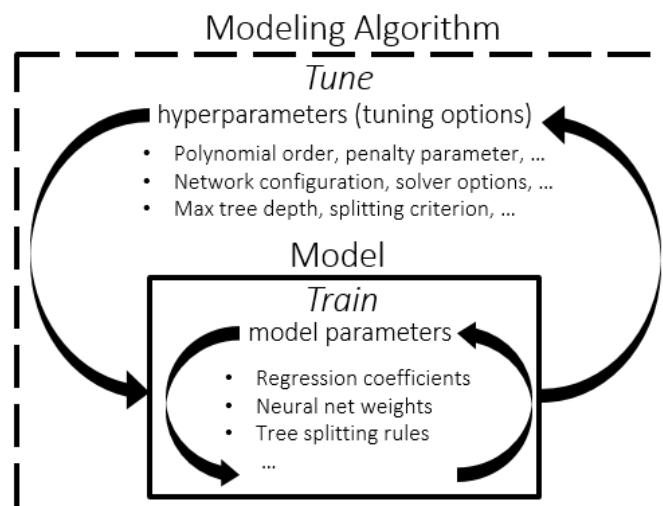 Modeling Algorithm
Tune
hyperparameters (tuning options)
• Polynomial order, penalty parameter, ...
• Network configuration, solver options, ...
• Max tree depth, splitting criterion, ...
Model
Train
model parameters
• Regression coefficients
• Neural net weights
• Tree splitting rules
...